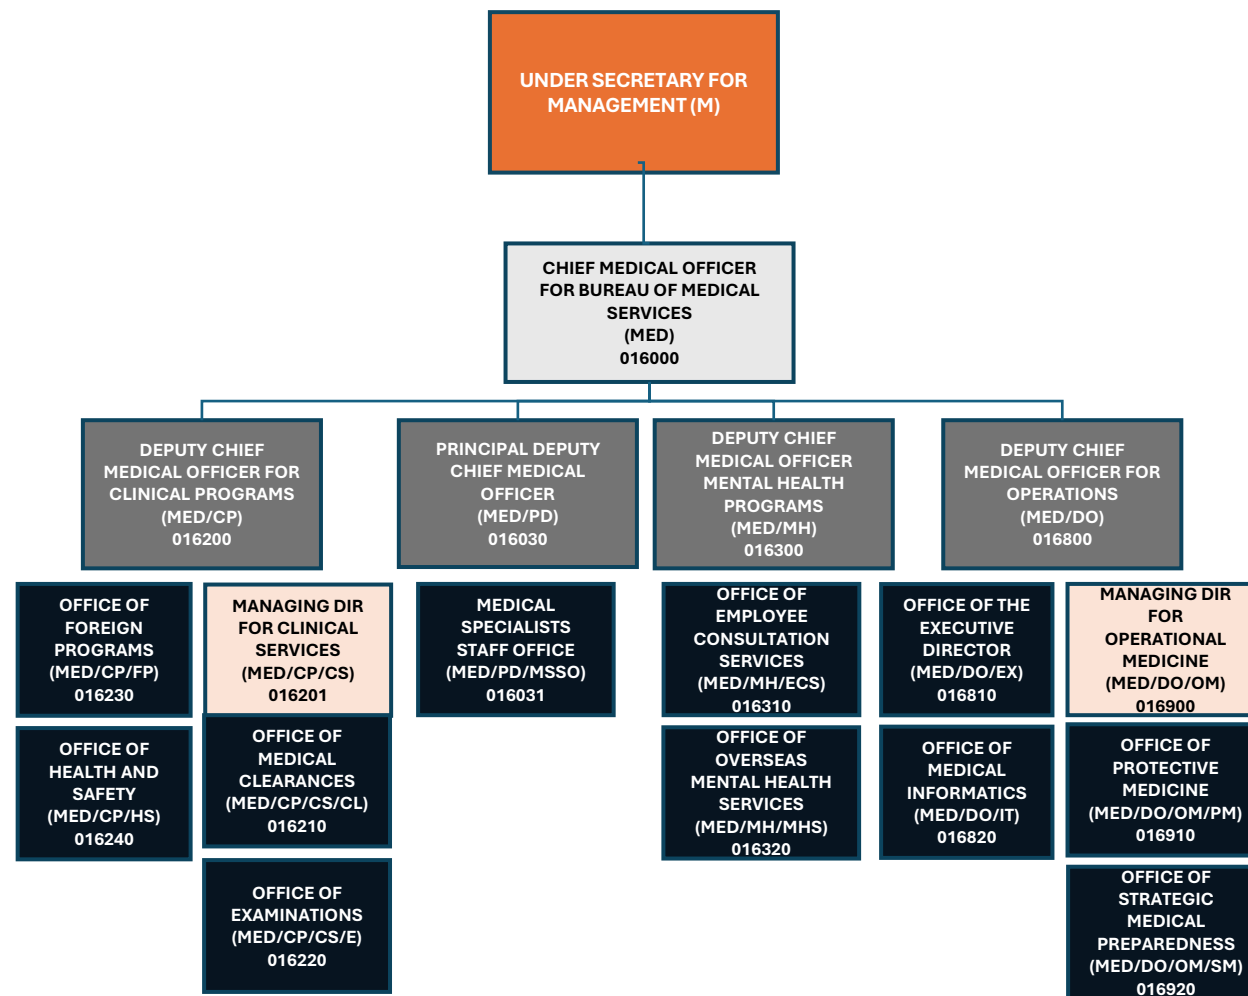 UNDER SECRETARY FOR
MANAGEMENT (M)
CHIEF MEDICAL OFFICER
FOR BUREAU OF MEDICAL
SERVICES
(MED)
016000
DEPUTY CHIEF
MEDICAL OFFICER FOR
CLINICAL PROGRAMS
(MED/CP)
016200
PRINCIPAL DEPUTY
CHIEF MEDICAL
OFFICER
(MED/PD)
016030
DEPUTY CHIEF
MEDICAL OFFICER
MENTAL HEALTH
PROGRAMS
(MED/MH)
016300
DEPUTY CHIEF
MEDICAL OFFICER FOR
OPERATIONS
(MED/DO)
016800
OFFICE OF
FOREIGN
PROGRAMS
(MED/CP/FP)
016230
MANAGING DIR
FOR CLINICAL
SERVICES
(MED/CP/CS)
016201
MEDICAL
SPECIALISTS
STAFF OFFICE
(MED/PD/MSSO)
016031
OFFICE OF
EMPLOYEE
CONSULTATION
SERVICES
(MED/MH/ECS)
016310
OFFICE OF THE
EXECUTIVE
DIRECTOR
(MED/DO/EX)
016810
MANAGING DIR
FOR
OPERATIONAL
MEDICINE
(MED/DO/OM)
016900
OFFICE OF
HEALTH AND
SAFETY
(MED/CP/HS)
016240
OFFICE OF
MEDICAL
CLEARANCES
(MED/CP/CS/CL)
016210
OFFICE OF
OVERSEAS
MENTAL HEALTH
SERVICES
(MED/MH/MHS)
016320
OFFICE OF
MEDICAL
INFORMATICS
(MED/DO/IT)
016820
OFFICE OF
PROTECTIVE
MEDICINE
(MED/DO/OM/PM)
016910
OFFICE OF
EXAMINATIONS
(MED/CP/CS/E)
016220
OFFICE OF
STRATEGIC
MEDICAL
PREPAREDNESS
(MED/DO/OM/SM)
016920